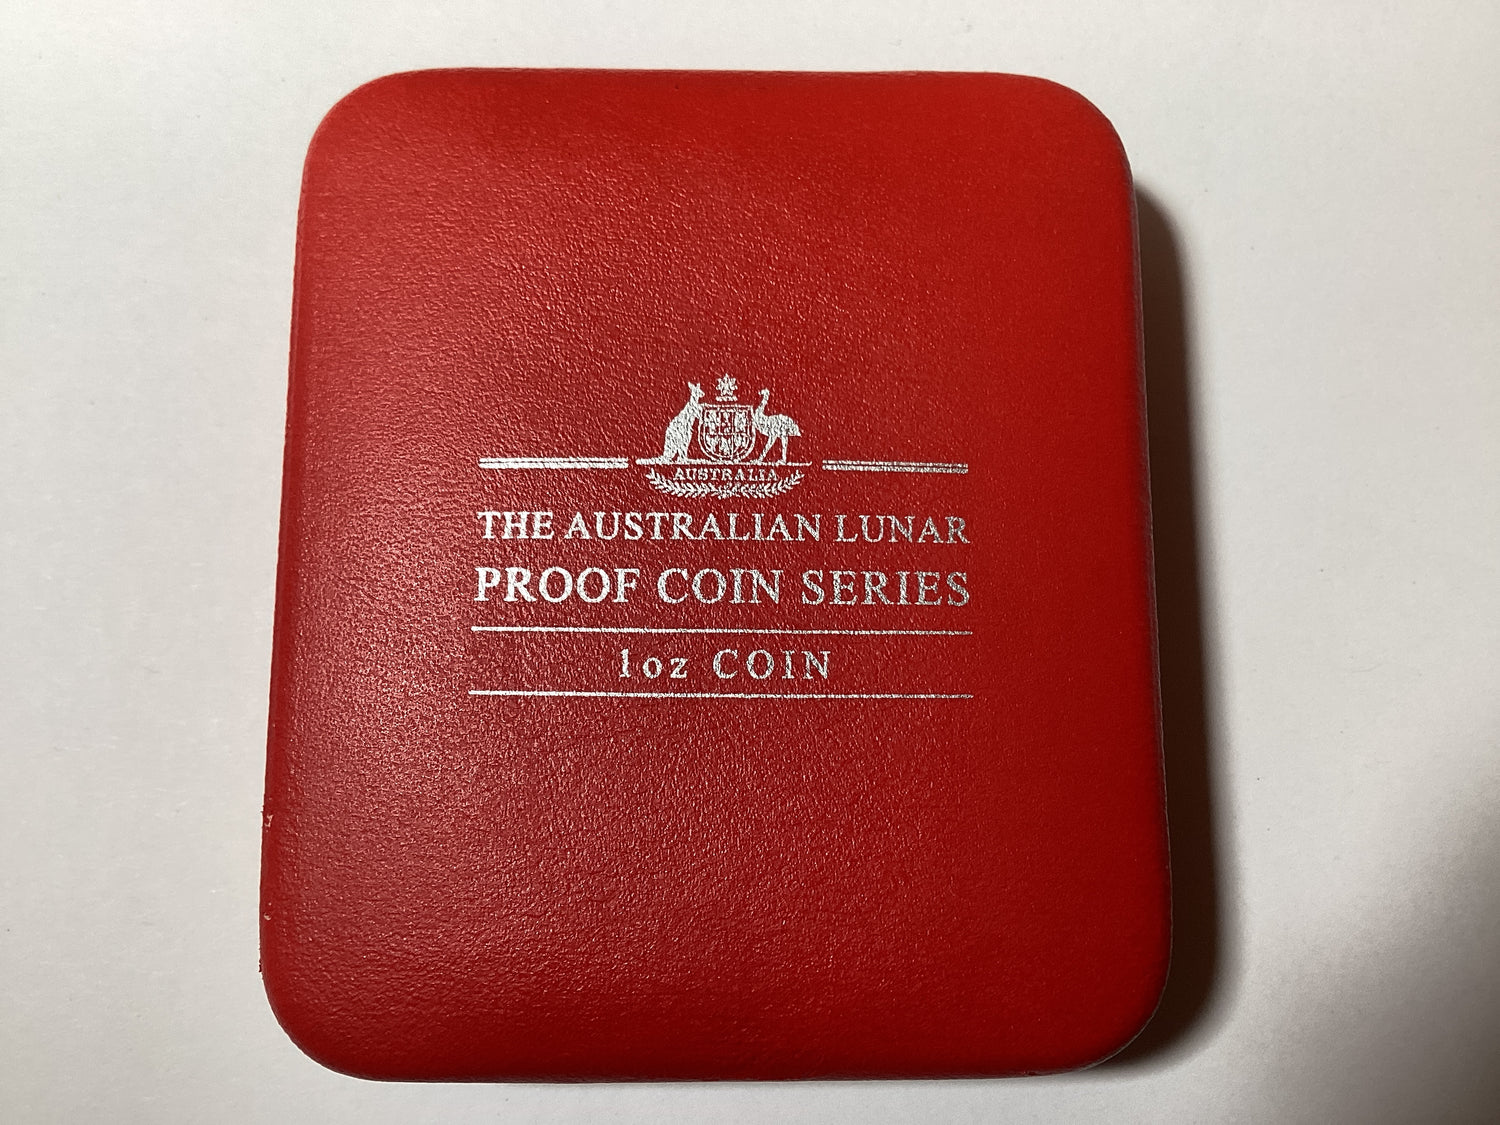 AUSTRALIA
THE AUSTRALIAN LUNAR
PROOF COIN SERIES
1oz COIN